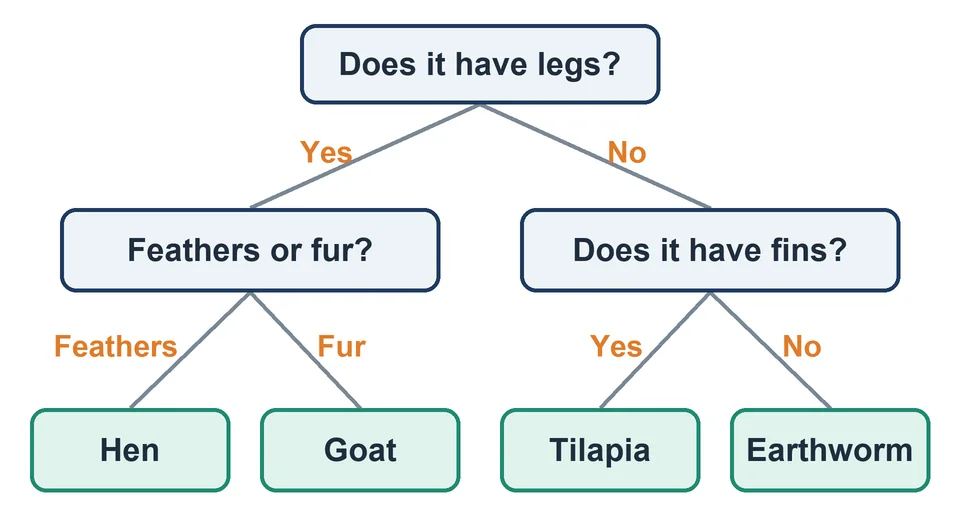 Does it have legs?
Yes
No
Feathers or fur?
Does it have fins?
Feathers
Fur
Yes
No
Hen
Goat
Tilapia
Earthworm